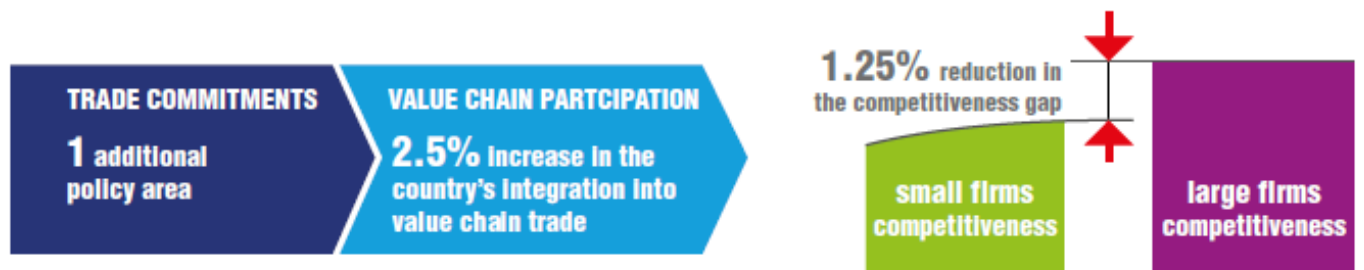 TRADE COMMITMENTS
1 additional
policy area
VALUE CHAIN PARTCIPATION
2.5% increase in the
country's integration into
value chain trade
1.25% reduction in
the competitiveness gap
small firms
competitiveness
large firms
competitiveness